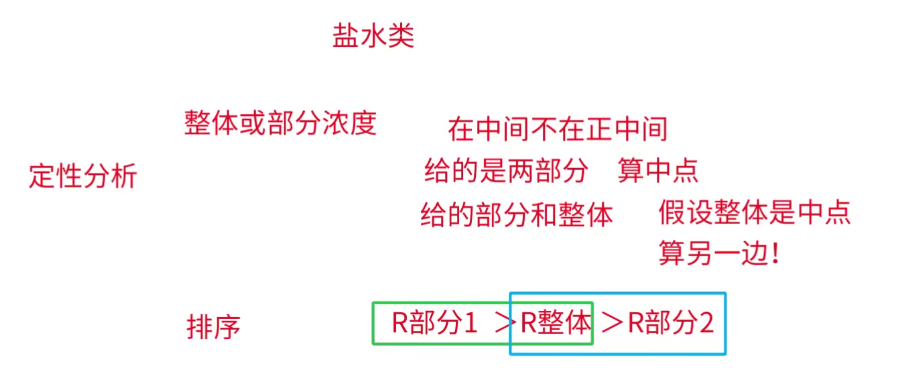 盐水类
整体或部分浓度
在中间不在正中间
定性分析
给的是两部分 算中点
给的部分和整体
假设整体是中点
算另一边！
排序
R部分1 ＞R整体 ＞R部分2